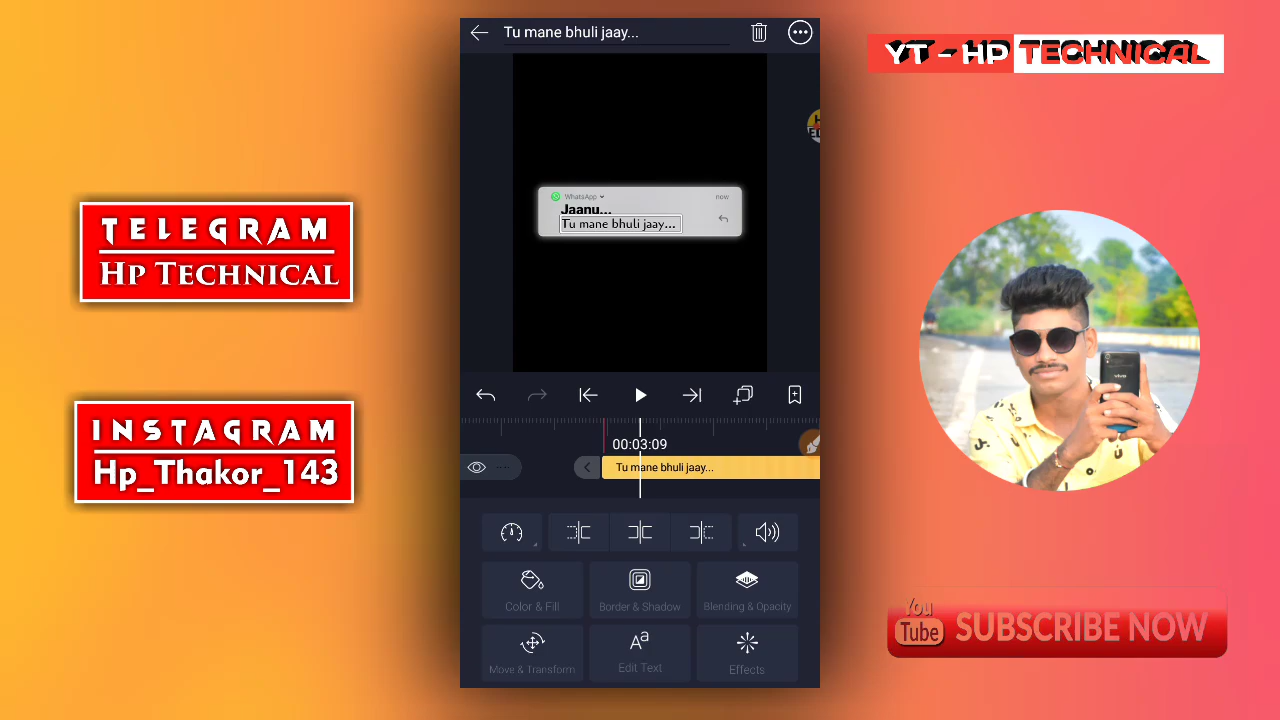 Tu mane bhuli jaay...
YT - HP TECHNICAL
TELEGRAM
HP TECHNICAL
INSTAGRAM
Hp_Thakor_143
WhatsApp
now
Jaanu...
Tu mane bhuli jaay...
00:03:09
Tu mane bhuli jaay...
Color & Fill
Border & Shadow
Blending & Opacity
Move & Transform
Edit Text
Effects
vivo
You
Tube
SUBSCRIBE NOW